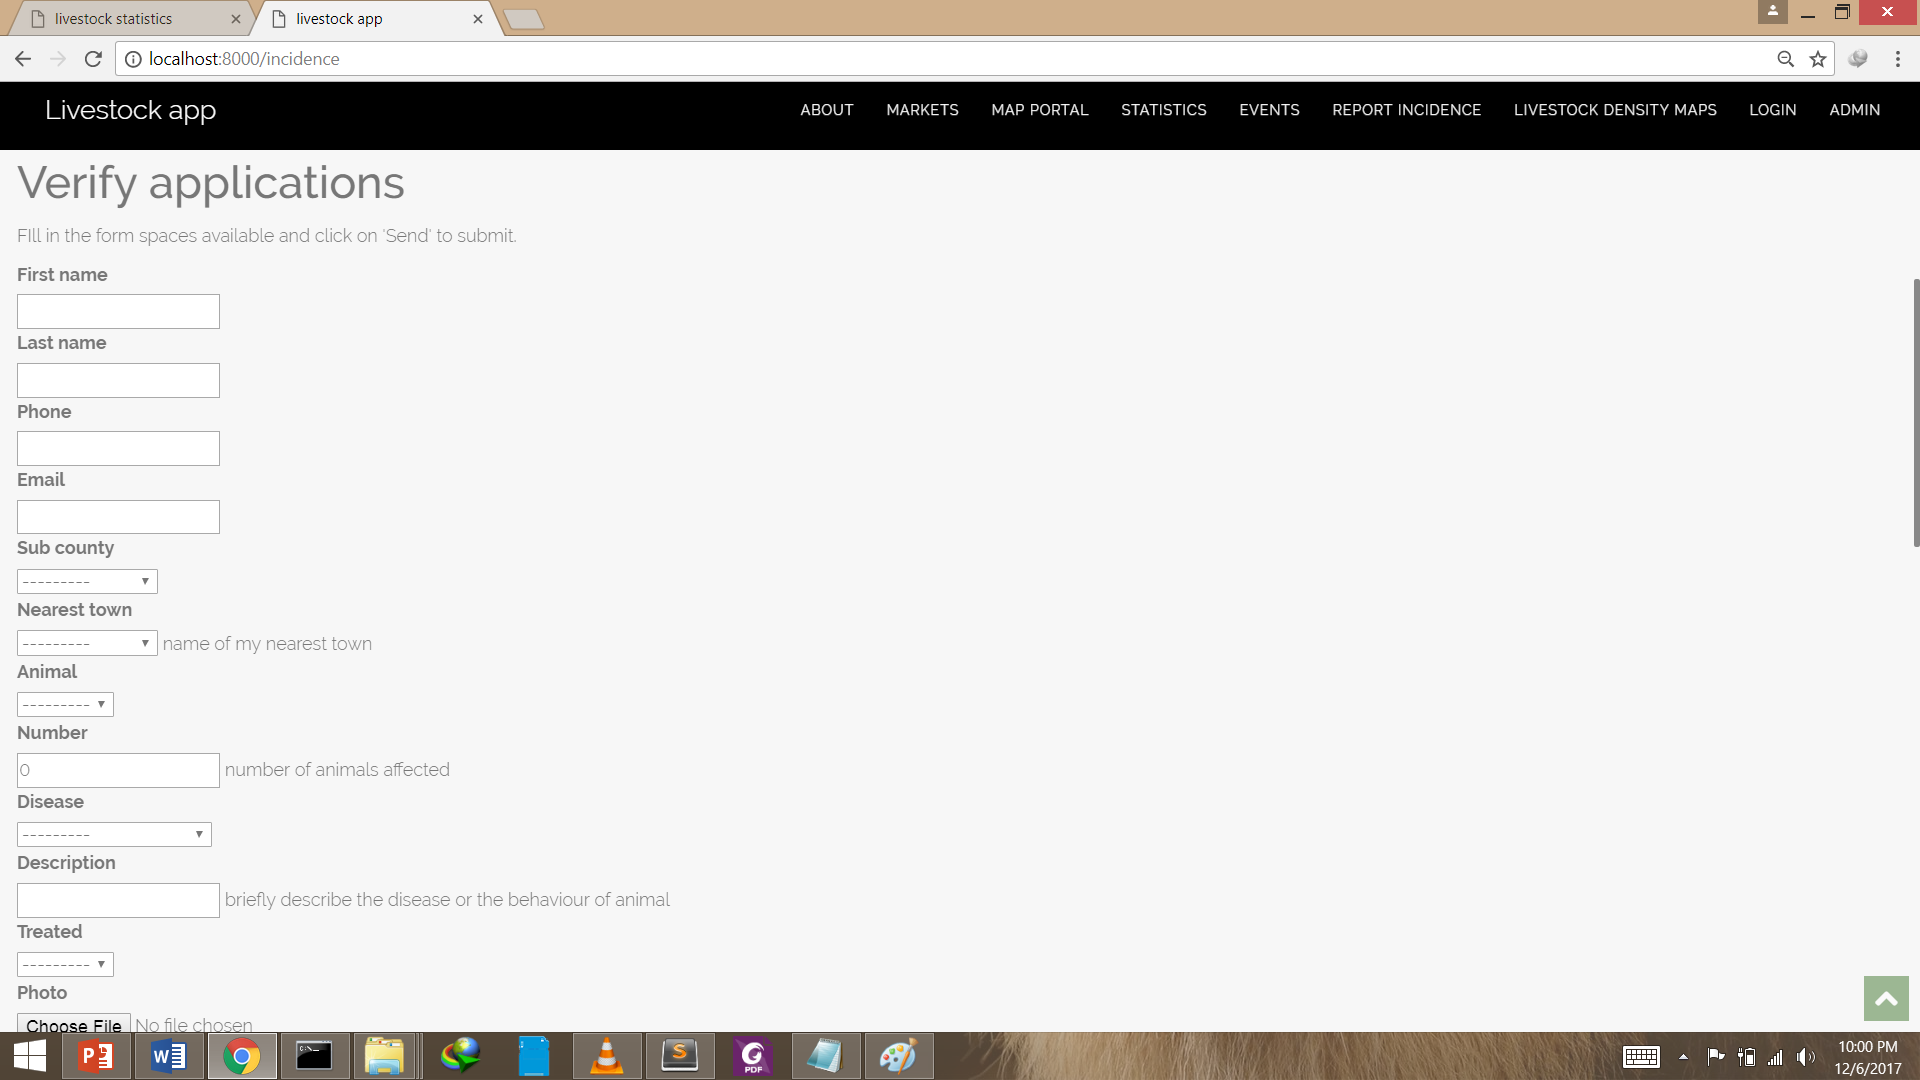 livestock statistics
livestock app
localhost:8000/incidence
Livestock app
ABOUT MARKETS MAP PORTAL STATISTICS EVENTS REPORT INCIDENCE LIVESTOCK DENSITY MAPS LOGIN ADMIN
Verify applications
FIll in the form spaces available and click on 'Send' to submit.
First name
Last name
Phone
Email
Sub county
---------
Nearest town
--------- name of my nearest town
Animal
---------
Number
0 number of animals affected
Disease
---------
Description
briefly describe the disease or the behaviour of animal
Treated
---------
Photo
Choose File No file chosen
PDF
10:00 PM
12/6/2017